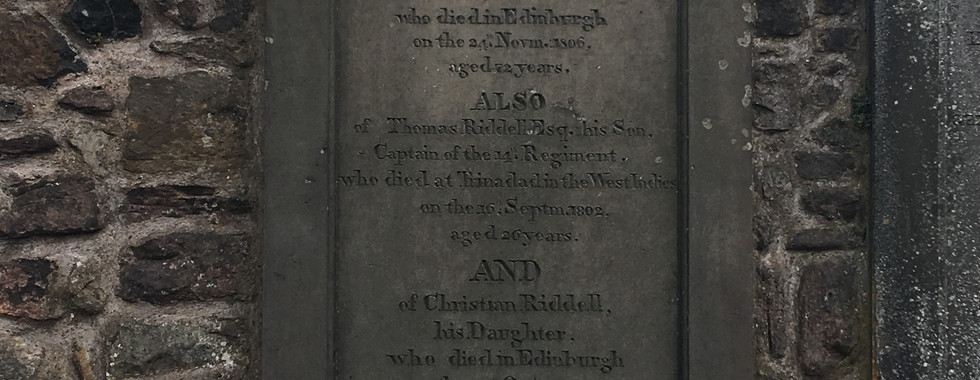 who died in Edinburgh
on the 24. Novm. 1806.
aged 72 years.
ALSO
of Thomas Riddell Esq. his Son,
Captain of the 14th Regiment.
who died at Trinadad in the West Indies
on the 16. Septm. 1802.
aged 26 years.
AND
of Christian Riddell,
his Daughter.
who died in Edinburgh